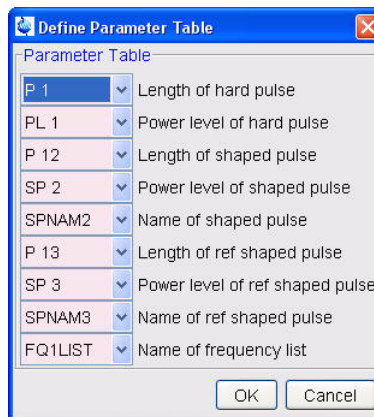 Define Parameter Table
Parameter Table
P 1 Length of hard pulse
PL 1 Power level of hard pulse
P 12 Length of shaped pulse
SP 2 Power level of shaped pulse
SPNAM2 Name of shaped pulse
P 13 Length of ref shaped pulse
SP 3 Power level of ref shaped pulse
SPNAM3 Name of ref shaped pulse
FQ1LIST Name of frequency list
OK Cancel